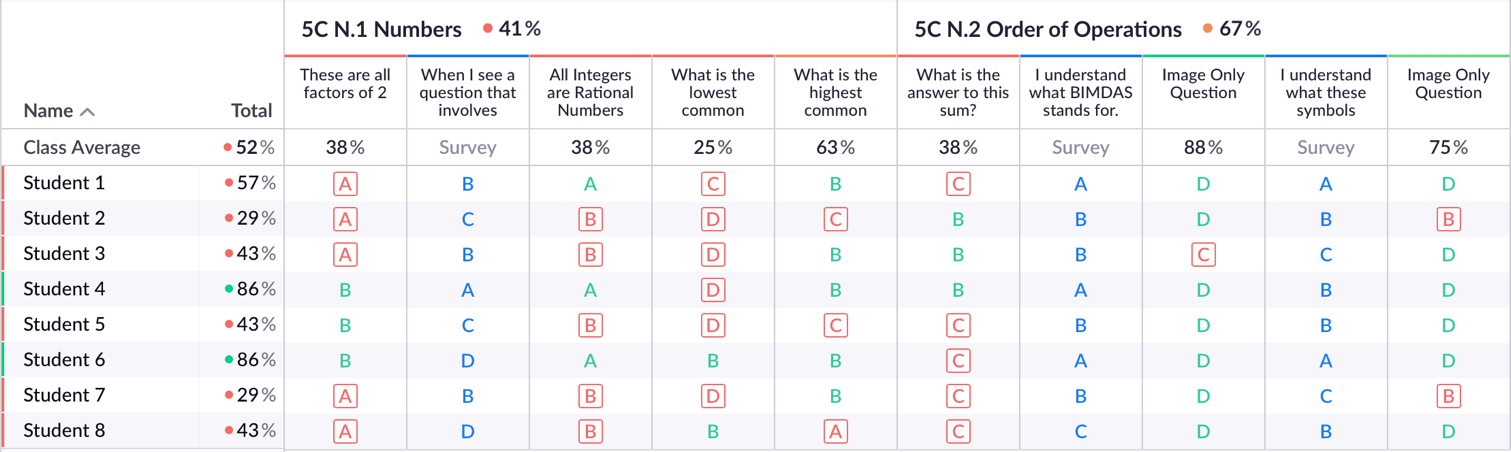 5C N.1 Numbers 41% 5C N.2 Order of Operations 67%
Name Total These are all factors of 2 When I see a question that involves All Integers are Rational Numbers What is the lowest common What is the highest common What is the answer to this sum? I understand what BIMDAS stands for. Image Only Question I understand what these symbols Image Only Question
Class Average 52% 38% Survey 38% 25% 63% 38% Survey 88% Survey 75%
Student 1 57% A B A C B C A D A D
Student 2 29% A C B D C B B D B B
Student 3 43% A B B D B B B C C D
Student 4 86% B A A D B B A D B D
Student 5 43% B C B D C C B D B D
Student 6 86% B D A B B C A D A D
Student 7 29% A B B D B C B D C B
Student 8 43% A D B B A C C D B D